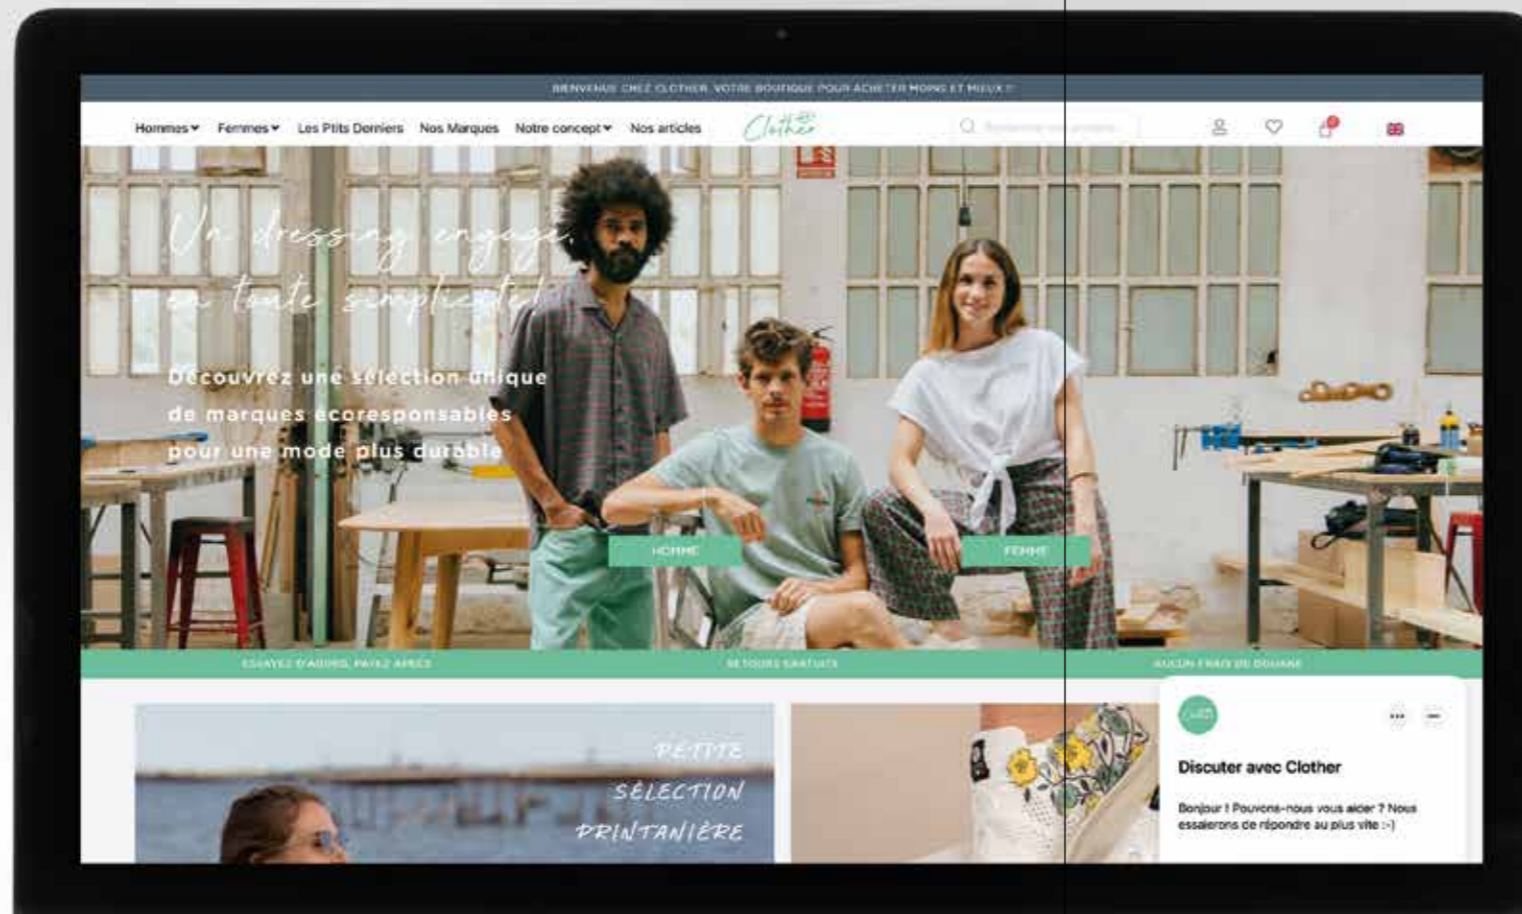 BIENVENUE CHEZ CLOTHER, VOTRE BOUTIQUE POUR ACHETER MOINS ET MIEUX !!
Hommes Femmes Les Ptits Derniers Nos Marques Notre concept Nos articles Clother
Un dressing engagé,
en toute simplicité!
Découvrez une sélection unique
de marques écoresponsables
pour une mode plus durable
HOMME FEMME
ESSAYEZ D'ABORD, PAYEZ APRÈS RETOURS GRATUITS AUCUN FRAIS DE DOUANE
PETITE
SÉLECTION
PRINTANIÈRE
Clother
Discuter avec Clother
Bonjour ! Pouvons-nous vous aider ? Nous
essaierons de répondre au plus vite :-)